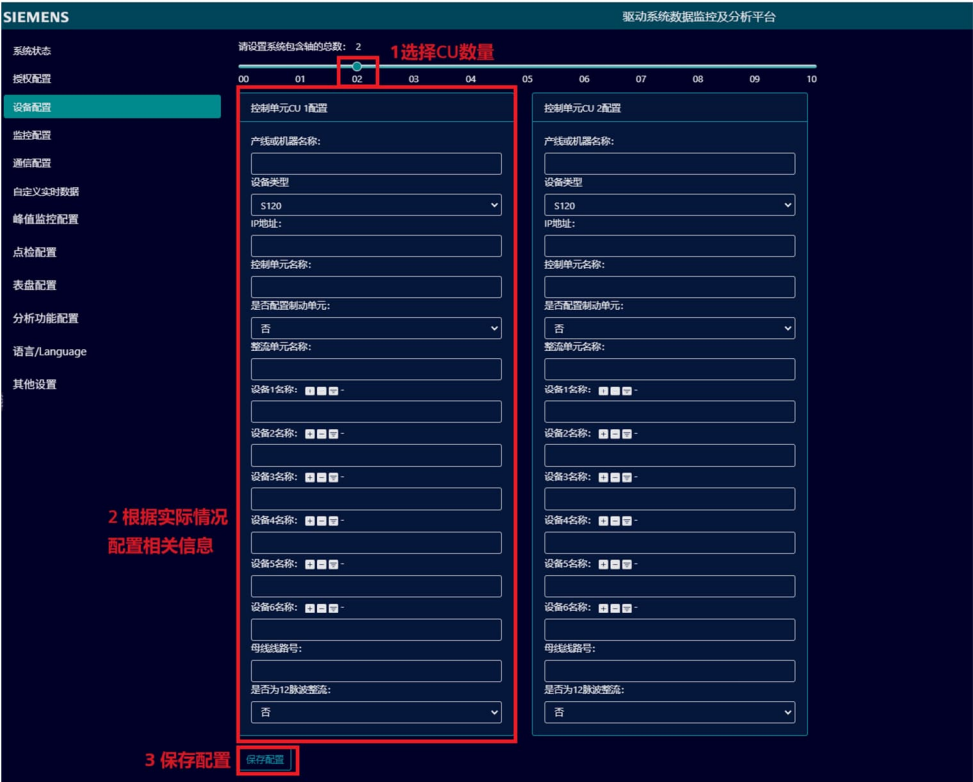 SIEMENS
驱动系统数据监控及分析平台
系统状态
授权配置
设备配置
监控配置
通信配置
自定义实时数据
峰值监控配置
点检配置
表盘配置
分析功能配置
语言/Language
其他设置
请设置系统包含轴的总数: 2
1选择CU数量
00 01 02 03 04 05 06 07 08 09 10
控制单元CU 1配置
产线或机器名称:
设备类型
S120
IP地址:
控制单元名称:
是否配置制动单元:
否
整流单元名称:
设备1名称: -
设备2名称: + - -
设备3名称: + - -
设备4名称: + - -
设备5名称: + - -
设备6名称: + - -
母线线路号:
是否为12脉波整流:
否
控制单元CU 2配置
产线或机器名称:
设备类型
S120
IP地址:
控制单元名称:
是否配置制动单元:
否
整流单元名称:
设备1名称: -
设备2名称: + - -
设备3名称: + - -
设备4名称: + - -
设备5名称: + - -
设备6名称: + - -
母线线路号:
是否为12脉波整流:
否
2 根据实际情况
配置相关信息
3 保存配置
保存配置